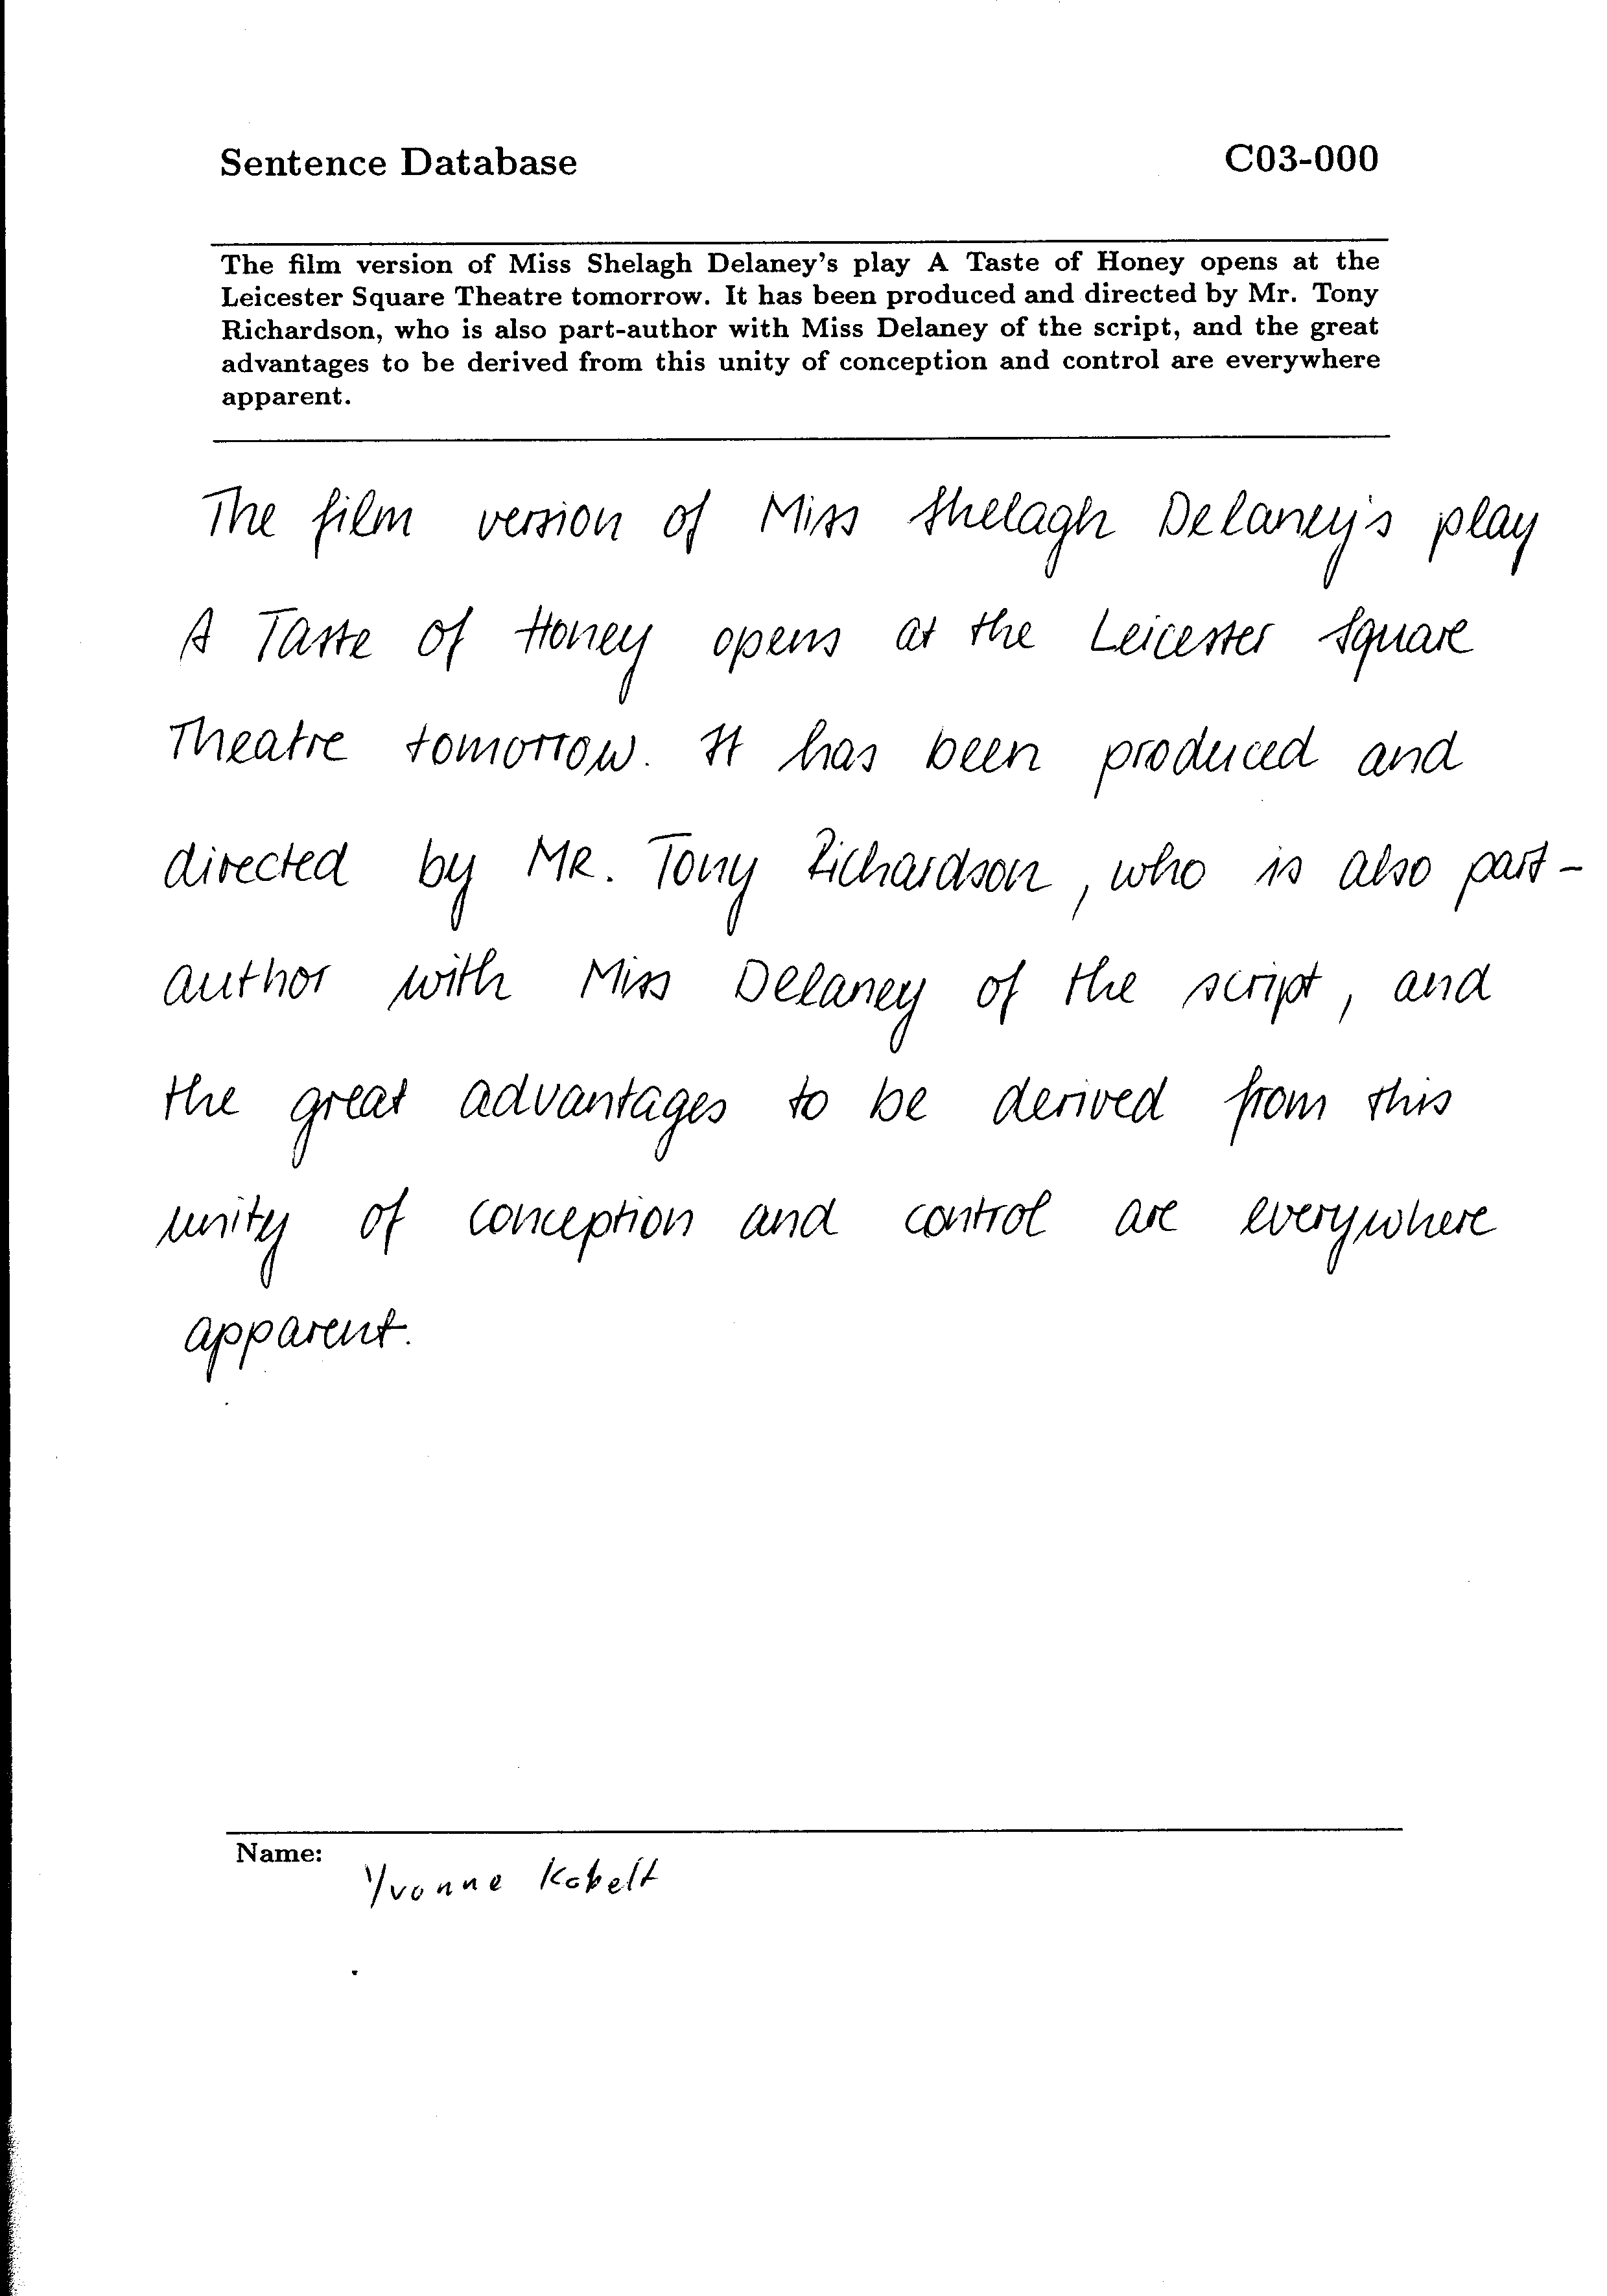 Sentence Database C03-000
The film version of Miss Shelagh Delaney's play A Taste of Honey opens at the
Leicester Square Theatre tomorrow. It has been produced and directed by Mr. Tony
Richardson, who is also part-author with Miss Delaney of the script, and the great
advantages to be derived from this unity of conception and control are everywhere
apparent.
The film version of Miss Shelagh Delaney's play
A Taste of Honey opens at the Leicester Square
Theatre tomorrow. It has been produced and
directed by MR. Tony Richardson, who is also part-
author with Miss Delaney of the script, and
the great advantages to be derived from this
unity of conception and control are everywhere
apparent.
Name:
Yvonne Kobelt